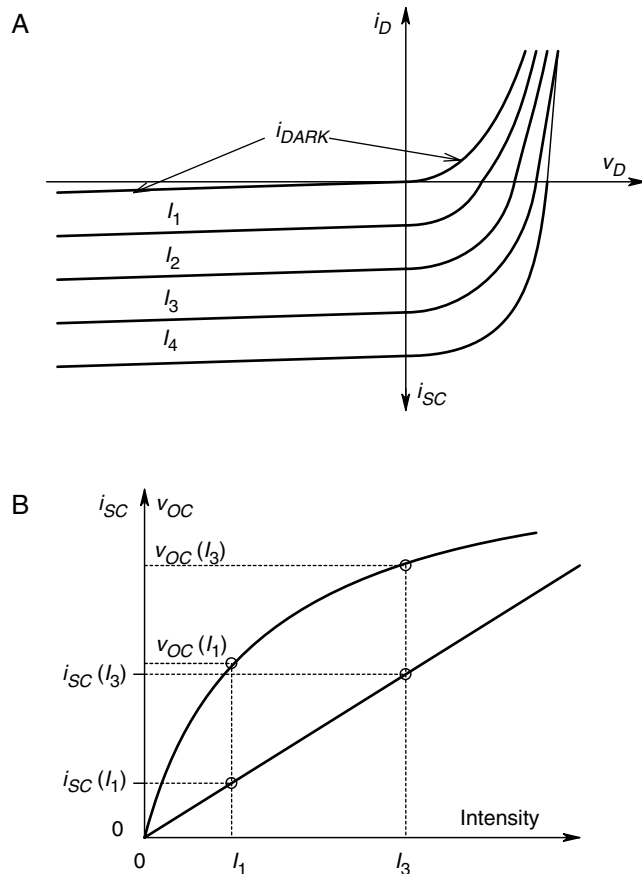 A
i_D
i_DARK
v_D
I_1
I_2
I_3
I_4
i_SC
B
i_SC v_OC
v_OC (I_3)
v_OC (I_1)
i_SC (I_3)
i_SC (I_1)
Intensity
0
0 I_1 I_3